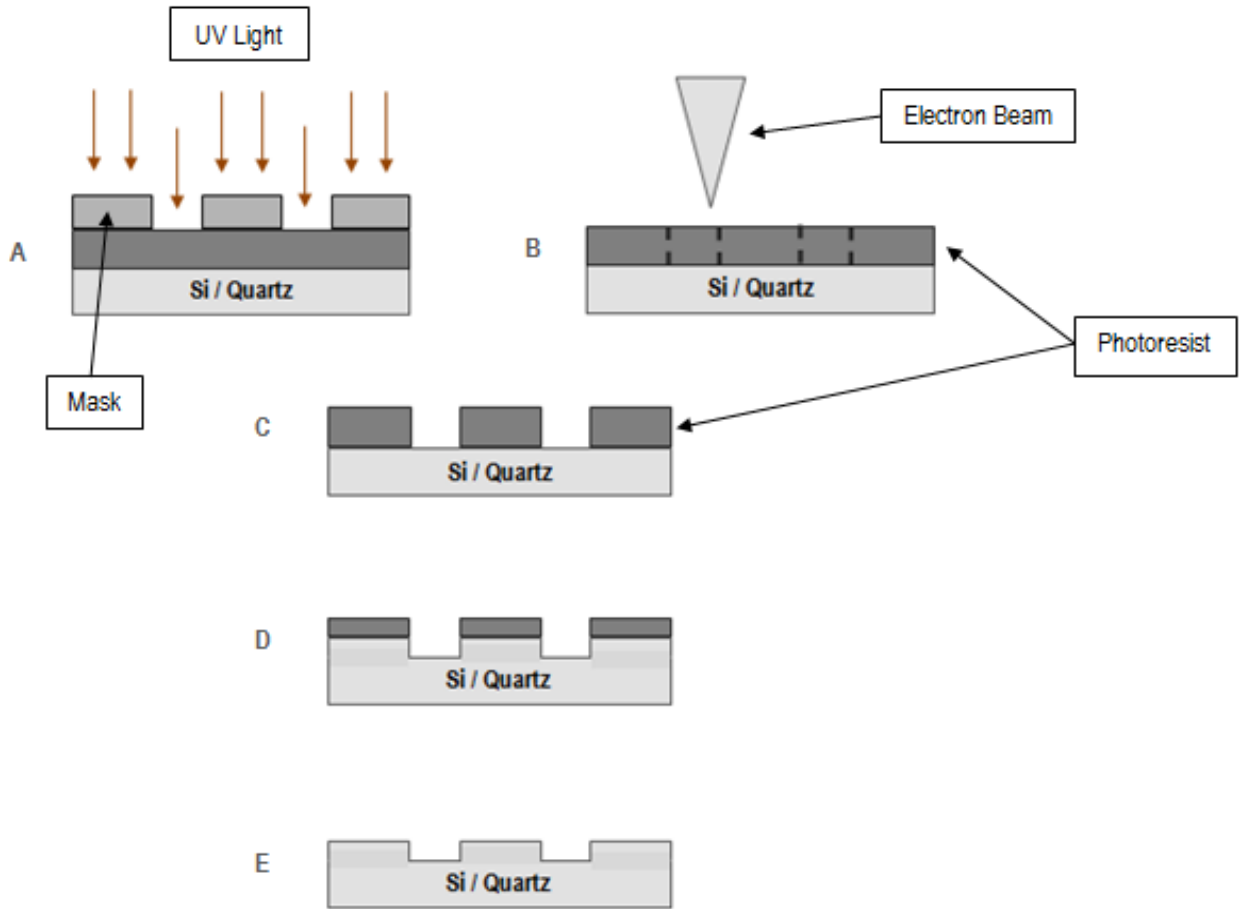 UV Light
Electron Beam
A
B
Si / Quartz
Si / Quartz
Photoresist
Mask
C
Si / Quartz
D
Si / Quartz
E
Si / Quartz